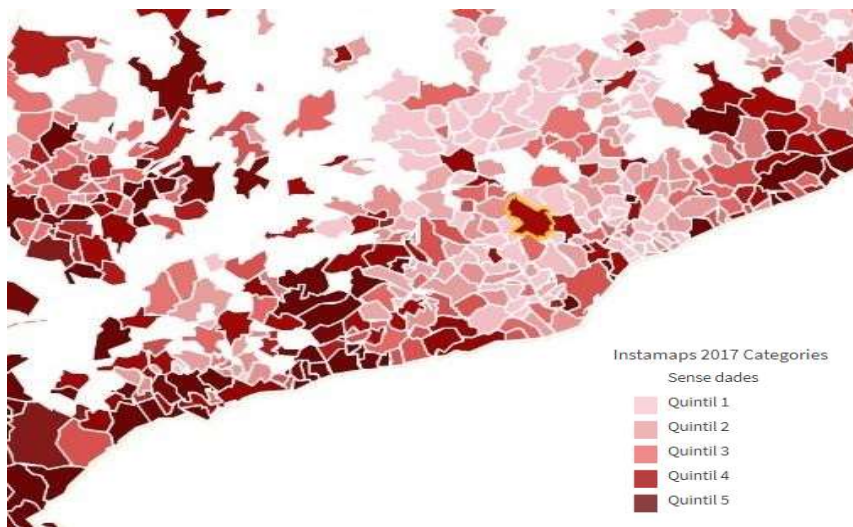 Instamaps 2017 Categories
Sense dades
Quintil 1
Quintil 2
Quintil 3
Quintil 4
Quintil 5